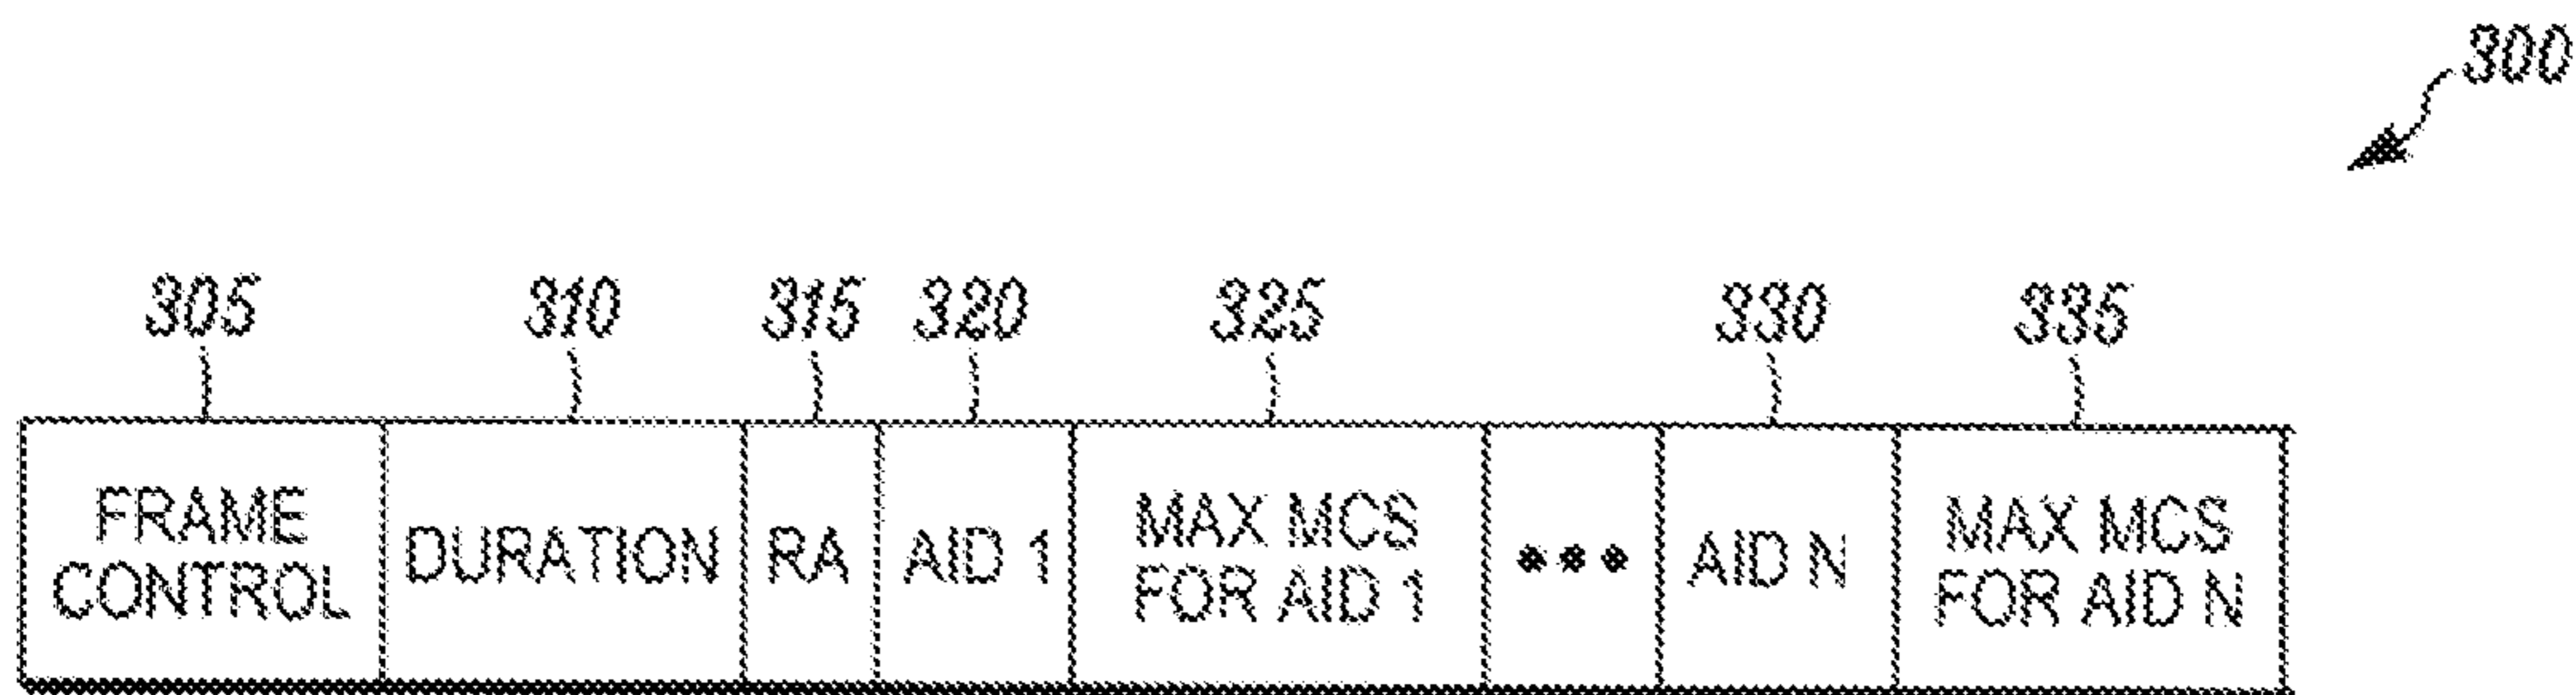 300
305 310 315 320 325 330 335
FRAME CONTROL DURATION RA AID 1 MAX MCS FOR AID 1 ••• AID N MAX MCS FOR AID N